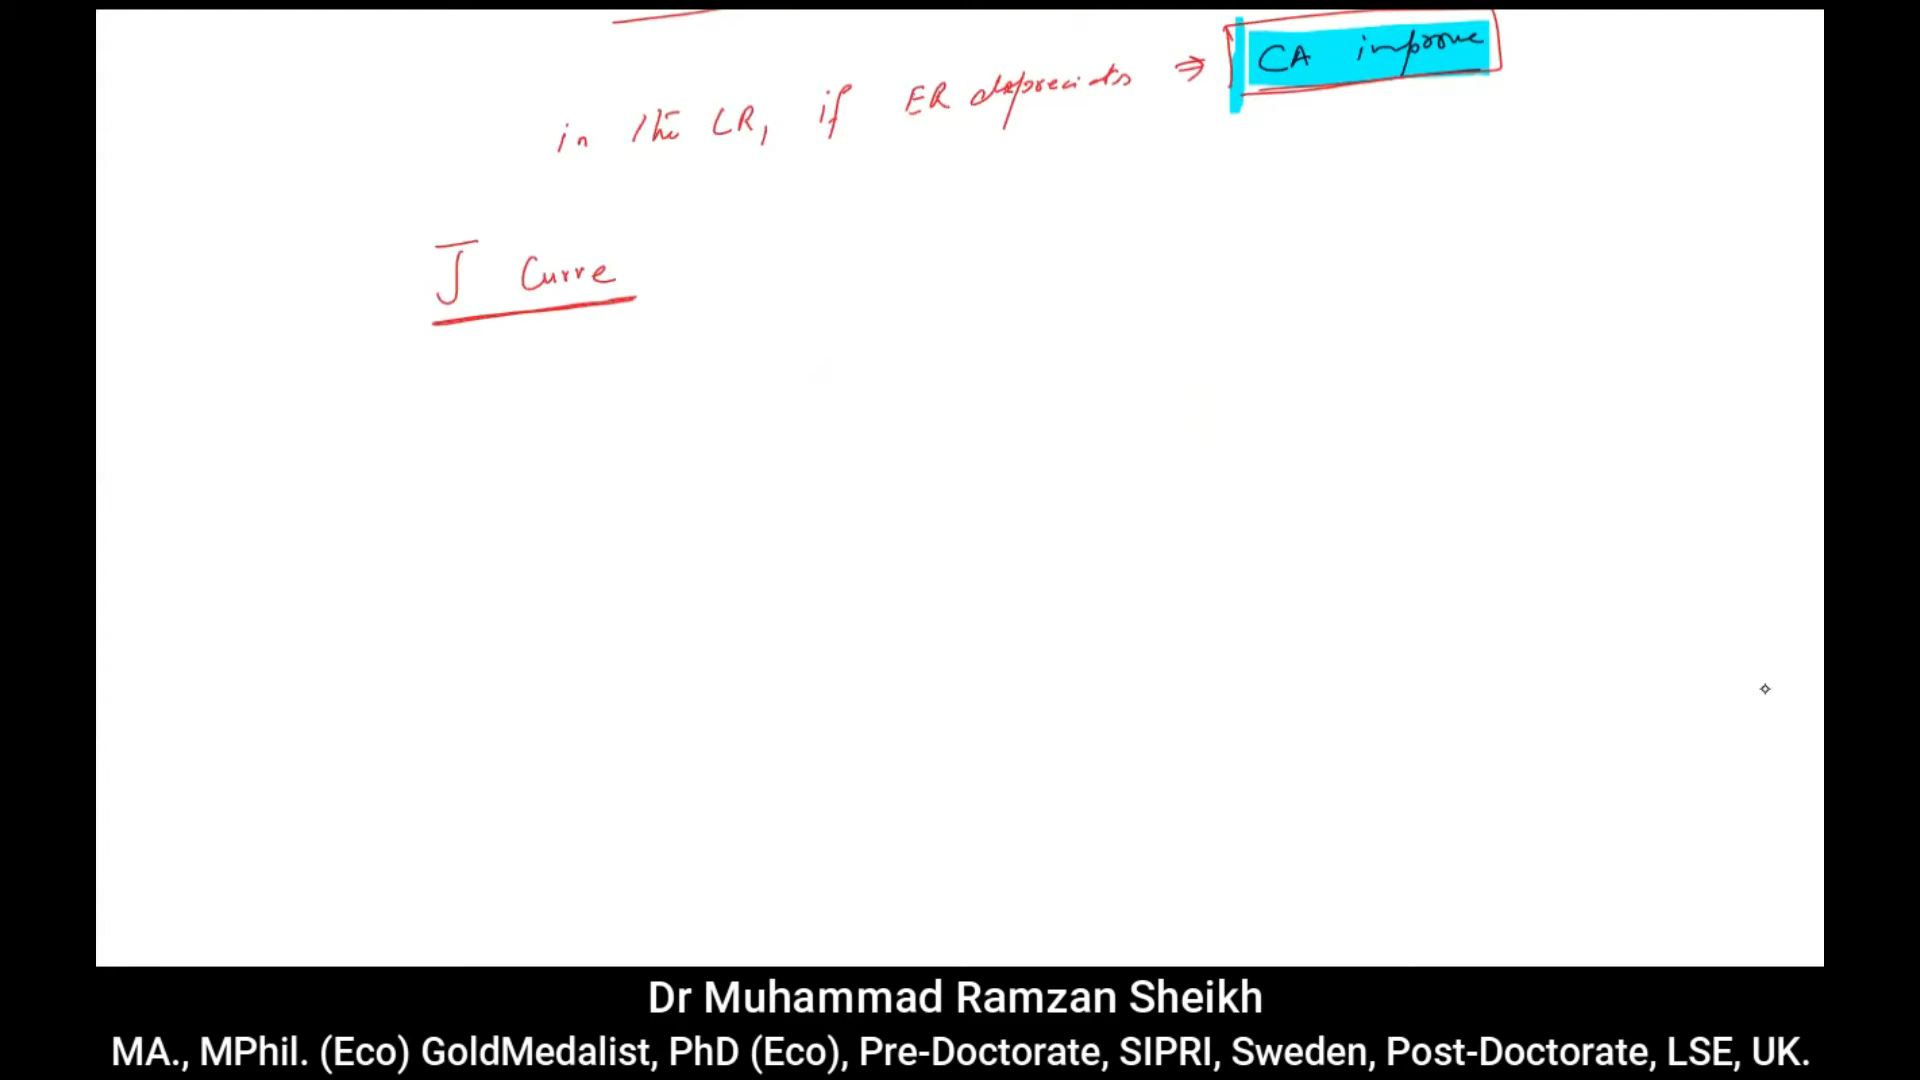 in the LR, if ER depreciates ⇒ CA improve
J Curve
Dr Muhammad Ramzan Sheikh
MA., MPhil. (Eco) GoldMedalist, PhD (Eco), Pre-Doctorate, SIPRI, Sweden, Post-Doctorate, LSE, UK.